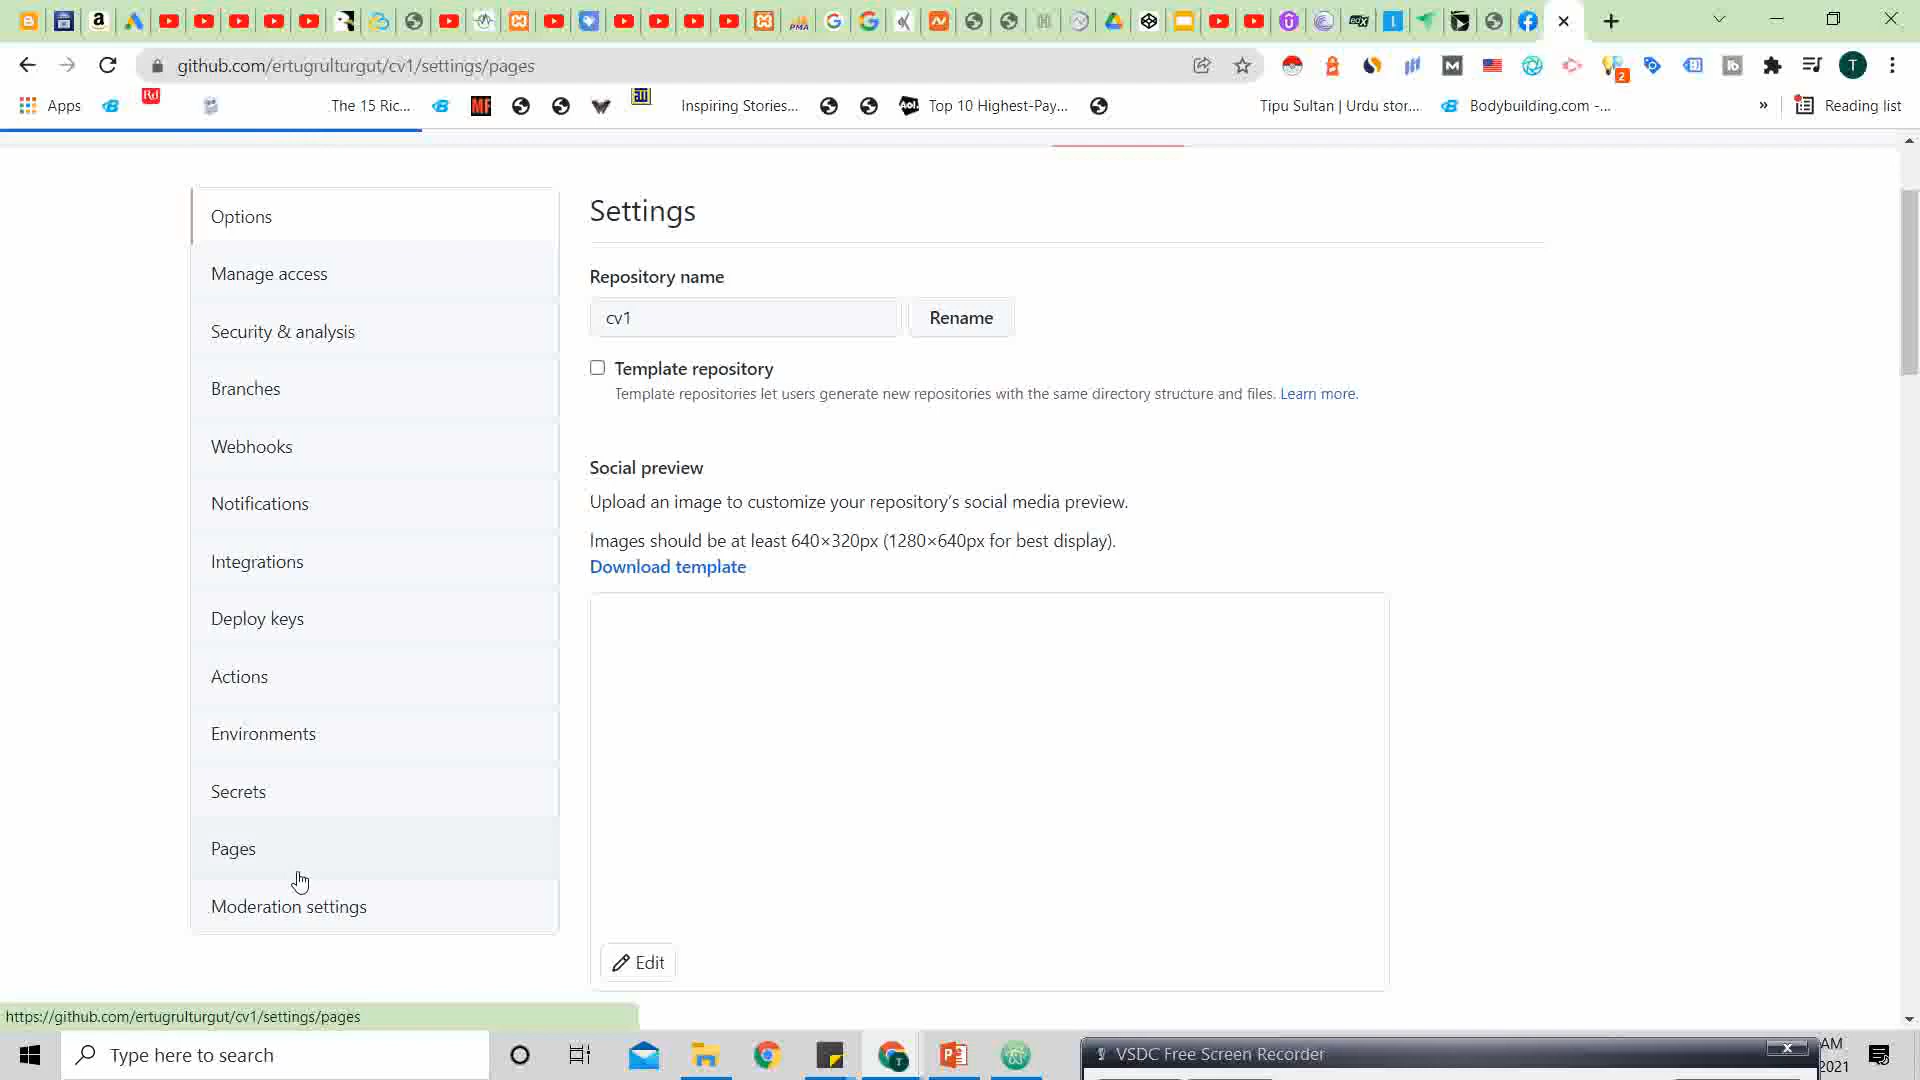 github.com/ertugrulturgut/cv1/settings/pages
T
2
Apps
Rd
The 15 Ric...
MF
Inspiring Stories...
Aol.
Top 10 Highest-Pay...
Tipu Sultan | Urdu stor...
Bodybuilding.com -...
»
Reading list
Options
Manage access
Security & analysis
Branches
Webhooks
Notifications
Integrations
Deploy keys
Actions
Environments
Secrets
Pages
Moderation settings
Settings
Repository name
cv1
Rename
Template repository
Template repositories let users generate new repositories with the same directory structure and files. Learn more.
Social preview
Upload an image to customize your repository's social media preview.
Images should be at least 640×320px (1280×640px for best display).
Download template
Edit
https://github.com/ertugrulturgut/cv1/settings/pages
Type here to search
VSDC Free Screen Recorder
AM
2021